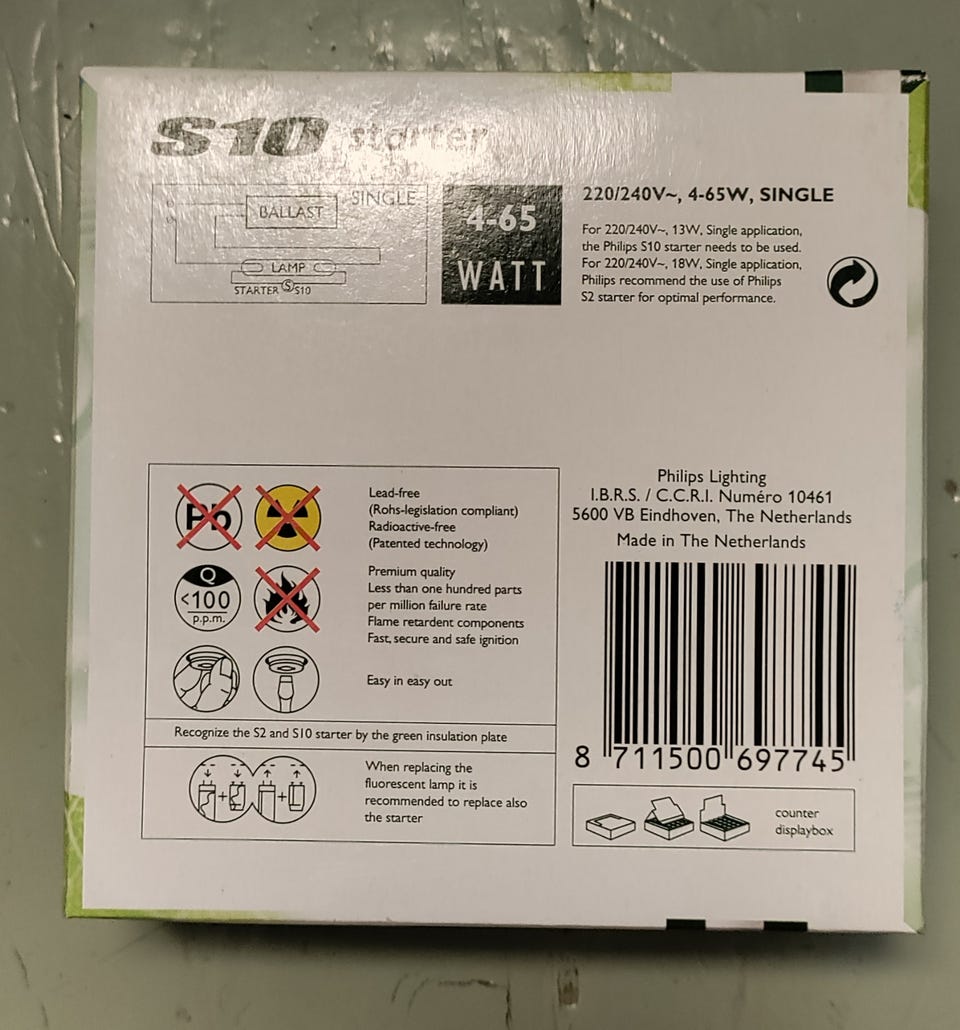 S10 starter
SINGLE
BALLAST
LAMP
STARTER S S10
4-65
WATT
220/240V~, 4-65W, SINGLE
For 220/240V~, 13W, Single application,
the Philips S10 starter needs to be used.
For 220/240V~, 18W, Single application,
Philips recommend the use of Philips
S2 starter for optimal performance.
Pb
Lead-free
(Rohs-legislation compliant)
Radioactive-free
(Patented technology)
Q
<100
p.p.m.
Premium quality
Less than one hundred parts
per million failure rate
Flame retardent components
Fast, secure and safe ignition
Easy in easy out
Recognize the S2 and S10 starter by the green insulation plate
When replacing the
fluorescent lamp it is
recommended to replace also
the starter
Philips Lighting
I.B.R.S. / C.C.R.I. Numéro 10461
5600 VB Eindhoven, The Netherlands
Made in The Netherlands
8 711500 697745
counter
displaybox